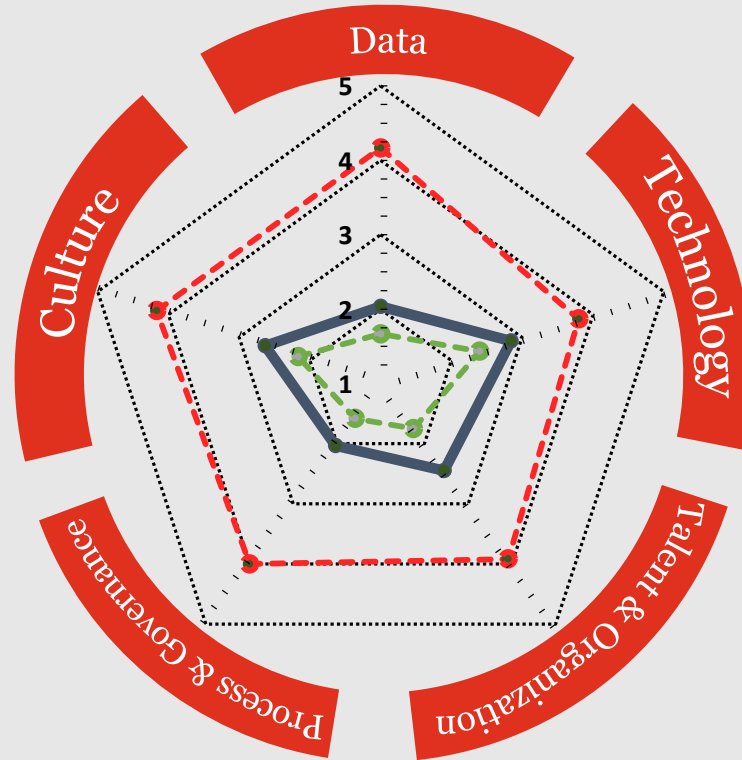 Data
Technology
Talent & Organization
Process & Governance
Culture
5
4
3
2
1